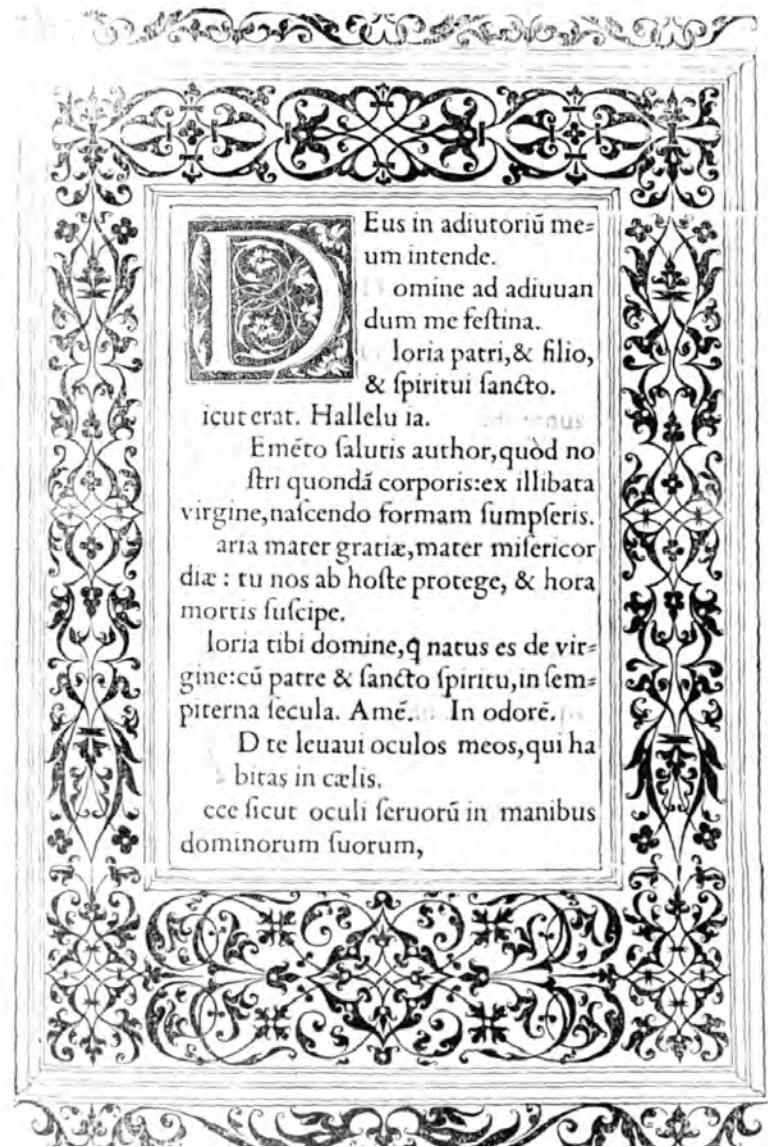 DEus in adiutoriũ me⸗
um intende.
omine ad adiuuan
dum me feſtina.
loria patri, & filio,
& ſpiritui ſancto.
icut erat. Hallelu ia.
Emẽto ſalutis author, quòd no
ſtri quondã corporis: ex illibata
virgine, naſcendo formam ſumpſeris.
aria mater gratiæ, mater miſericor
diæ : tu nos ab hoſte protege, & hora
mortis ſuſcipe.
loria tibi domine, q̃ natus es de vir⸗
gine: cũ patre & ſancto ſpiritu, in ſem⸗
piterna ſecula. Amẽ. In odorẽ.
D te leuaui oculos meos, qui ha
bitas in cælis.
cce ſicut oculi ſeruorũ in manibus
dominorum ſuorum,